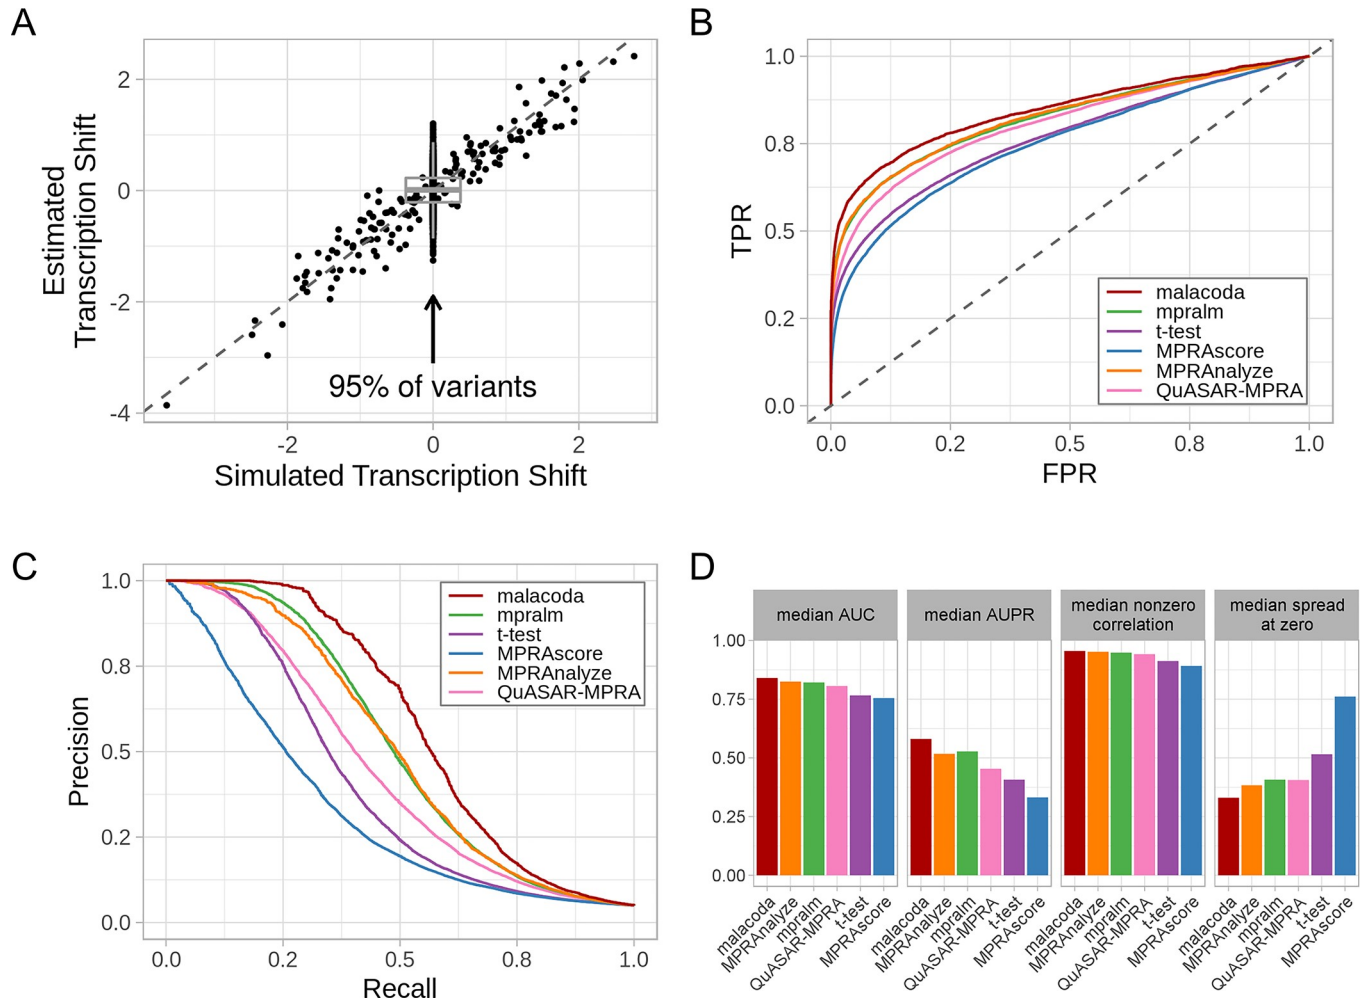 A
Estimated
Transcription Shift
2
0
-2
-4
95% of variants
-2
0
2
Simulated Transcription Shift
B
TPR
1.0
0.8
0.5
0.2
0.0
malacoda
mpralm
t-test
MPRAscore
MPRAnalyze
QuASAR-MPRA
0.0
0.2
0.5
0.8
1.0
FPR
C
Precision
1.0
0.8
0.5
0.2
0.0
malacoda
mpralm
t-test
MPRAscore
MPRAnalyze
QuASAR-MPRA
0.0
0.2
0.5
0.8
1.0
Recall
D
median AUC
median AUPR
median nonzero
correlation
median spread
at zero
1.00
0.75
0.50
0.25
0.00
malacoda
MPRAnalyze
mpralm
QuASAR-MPRA
t-test
MPRAscore
malacoda
MPRAnalyze
mpralm
QuASAR-MPRA
t-test
MPRAscore
malacoda
MPRAnalyze
mpralm
QuASAR-MPRA
t-test
MPRAscore
malacoda
MPRAnalyze
mpralm
QuASAR-MPRA
t-test
MPRAscore